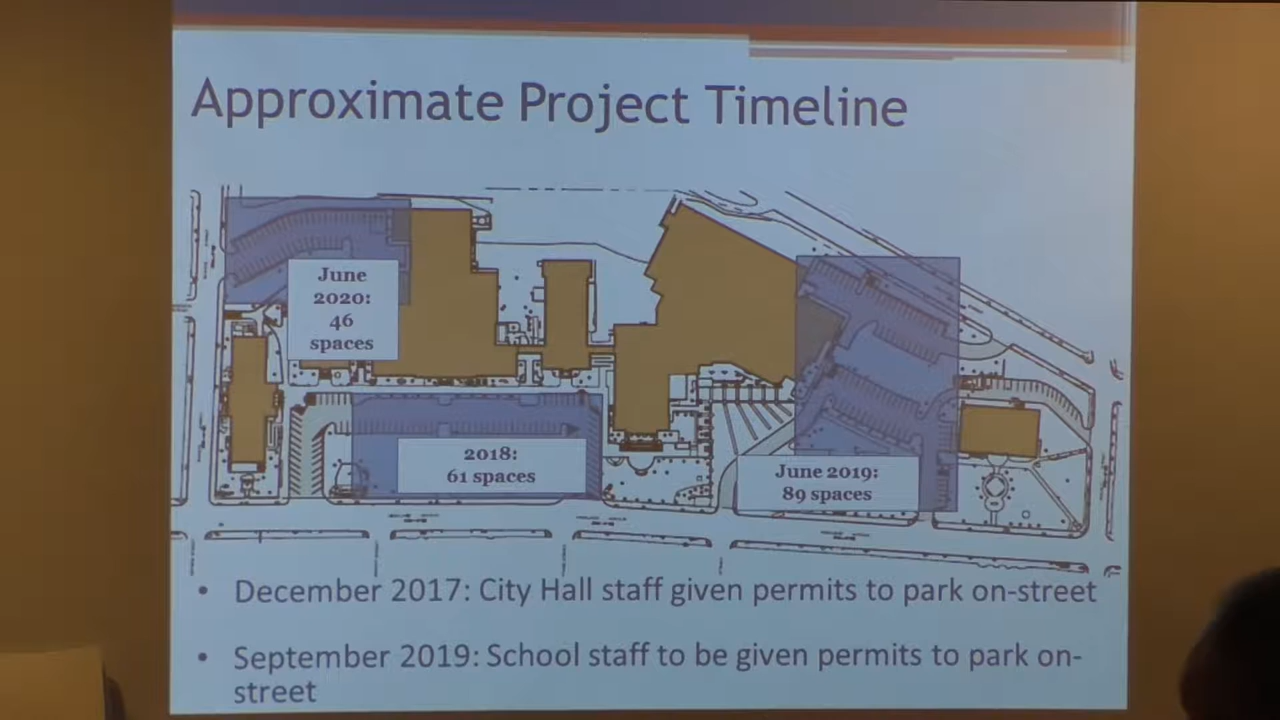 Approximate Project Timeline
June
2020:
46
spaces
2018:
61 spaces
June 2019:
89 spaces
• December 2017: City Hall staff given permits to park on-street
• September 2019: School staff to be given permits to park on-
street